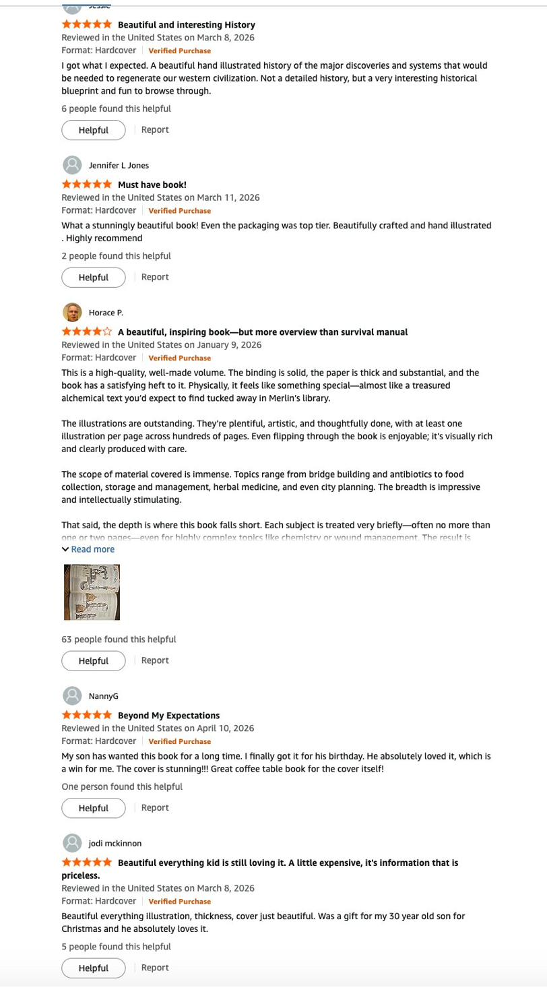 Jessie
Beautiful and interesting History
Reviewed in the United States on March 8, 2026
Format: Hardcover | Verified Purchase
I got what I expected. A beautiful hand illustrated history of the major discoveries and systems that would
be needed to regenerate our western civilization. Not a detailed history, but a very interesting historical
blueprint and fun to browse through.
6 people found this helpful
Helpful | Report
Jennifer L Jones
Must have book!
Reviewed in the United States on March 11, 2026
Format: Hardcover | Verified Purchase
What a stunningly beautiful book! Even the packaging was top tier. Beautifully crafted and hand illustrated
. Highly recommend
2 people found this helpful
Helpful | Report
Horace P.
A beautiful, inspiring book—but more overview than survival manual
Reviewed in the United States on January 9, 2026
Format: Hardcover | Verified Purchase
This is a high-quality, well-made volume. The binding is solid, the paper is thick and substantial, and the
book has a satisfying heft to it. Physically, it feels like something special—almost like a treasured
alchemical text you’d expect to find tucked away in Merlin’s library.
The illustrations are outstanding. They’re plentiful, artistic, and thoughtfully done, with at least one
illustration per page across hundreds of pages. Even flipping through the book is enjoyable; it’s visually rich
and clearly produced with care.
The scope of material covered is immense. Topics range from bridge building and antibiotics to food
collection, storage and management, herbal medicine, and even city planning. The breadth is impressive
and intellectually stimulating.
That said, the depth is where this book falls short. Each subject is treated very briefly—often no more than
one or two pages—even for highly complex topics like chemistry or wound management. The result is
Read more
63 people found this helpful
Helpful | Report
NannyG
Beyond My Expectations
Reviewed in the United States on April 10, 2026
Format: Hardcover | Verified Purchase
My son has wanted this book for a long time. I finally got it for his birthday. He absolutely loved it, which is
a win for me. The cover is stunning!!! Great coffee table book for the cover itself!
One person found this helpful
Helpful | Report
jodi mckinnon
Beautiful everything kid is still loving it. A little expensive, it's information that is
priceless.
Reviewed in the United States on March 8, 2026
Format: Hardcover | Verified Purchase
Beautiful everything illustration, thickness, cover just beautiful. Was a gift for my 30 year old son for
Christmas and he absolutely loves it.
5 people found this helpful
Helpful | Report